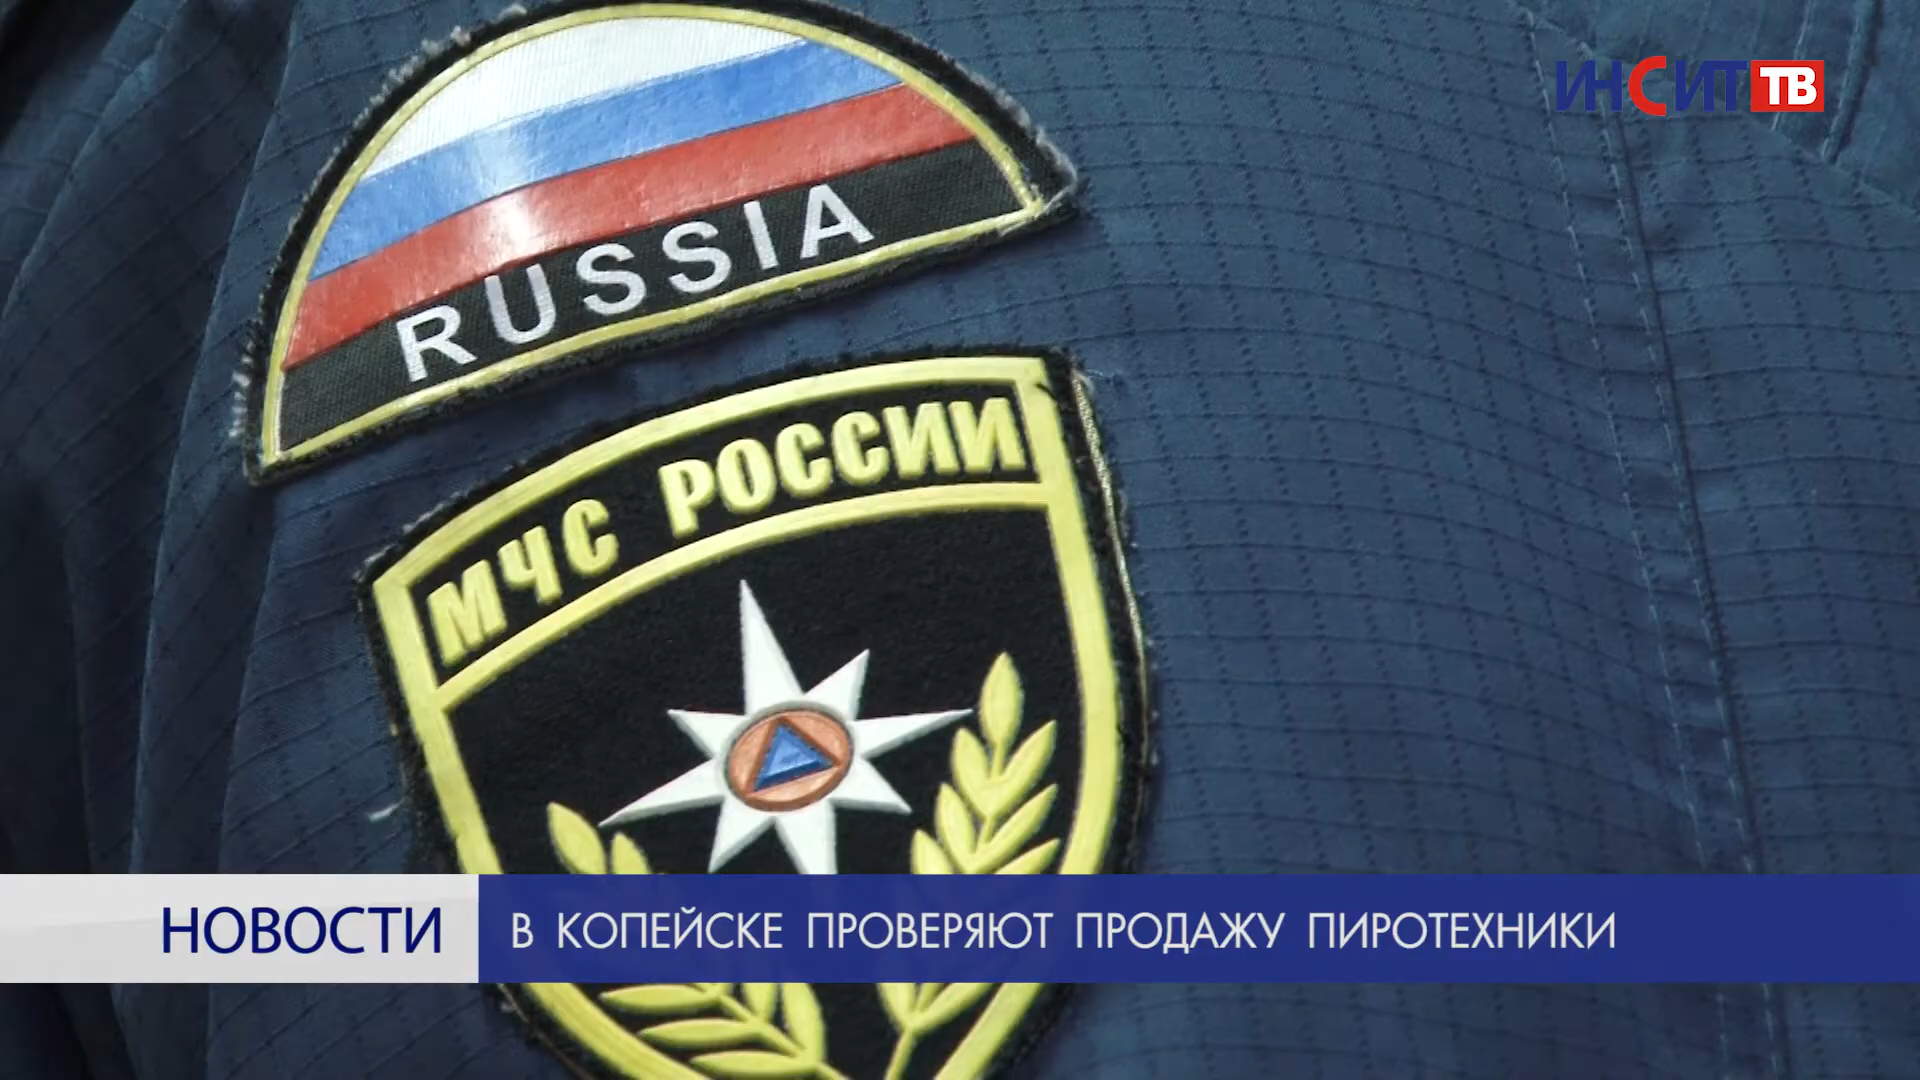 ИНСИТ ТВ
RUSSIA
МЧС РОССИИ
НОВОСТИ
В КОПЕЙСКЕ ПРОВЕРЯЮТ ПРОДАЖУ ПИРОТЕХНИКИ